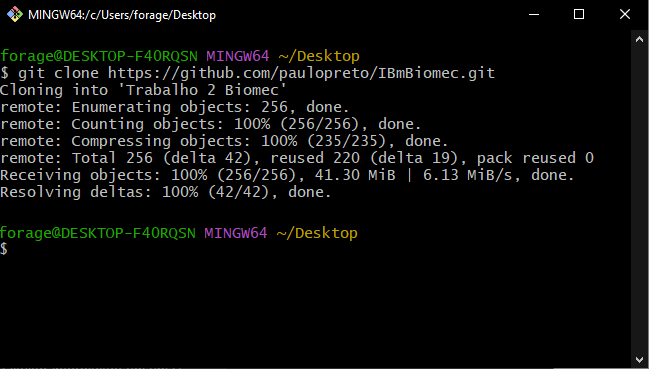 MINGW64:/c/Users/forage/Desktop
forage@DESKTOP-F4ORQSN MINGW64 ~/Desktop
$ git clone https://github.com/paulopreto/IBmBiomec.git
Cloning into 'Trabalho 2 Biomec'
remote: Enumerating objects: 256, done.
remote: Counting objects: 100% (256/256), done.
remote: Compressing objects: 100% (235/235), done.
remote: Total 256 (delta 42), reused 220 (delta 19), pack reused 0
Receiving objects: 100% (256/256), 41.30 MiB | 6.13 MiB/s, done.
Resolving deltas: 100% (42/42), done.
forage@DESKTOP-F4ORQSN MINGW64 ~/Desktop
$